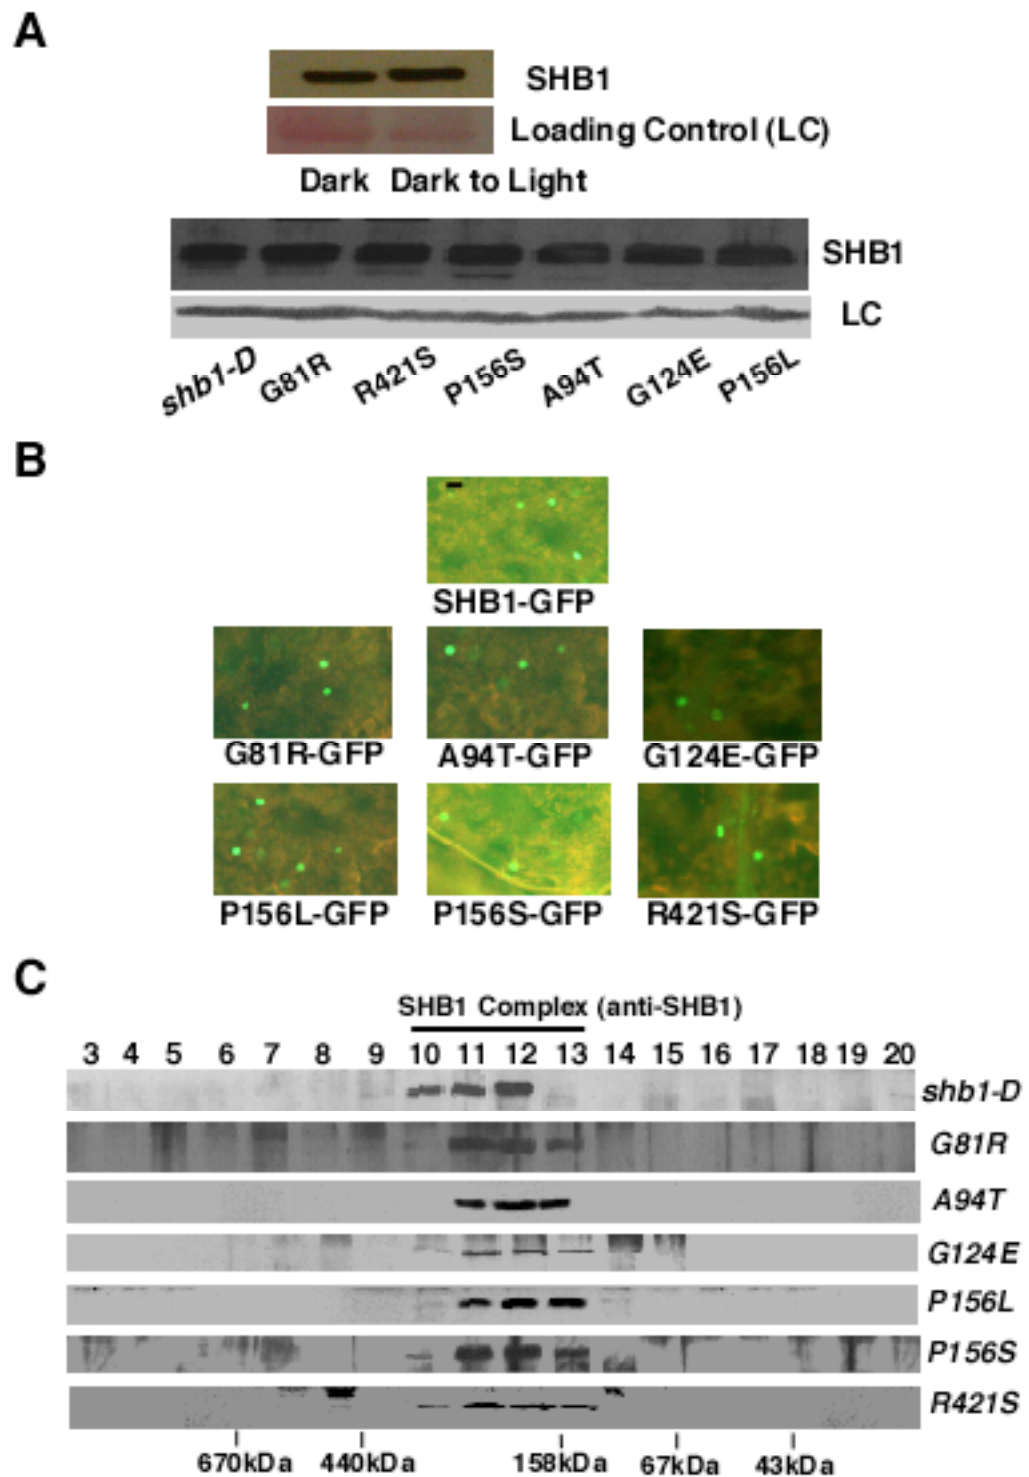 A
SHB1
Loading Control (LC)
Dark Dark to Light
SHB1
LC
shb1-D G81R R421S P156S A94T G124E P156L
B
SHB1-GFP
G81R-GFP A94T-GFP G124E-GFP
P156L-GFP P156S-GFP R421S-GFP
C
SHB1 Complex (anti-SHB1)
3 4 5 6 7 8 9 10 11 12 13 14 15 16 17 18 19 20
shb1-D
G81R
A94T
G124E
P156L
P156S
R421S
670kDa 440kDa 158kDa 67kDa 43kDa